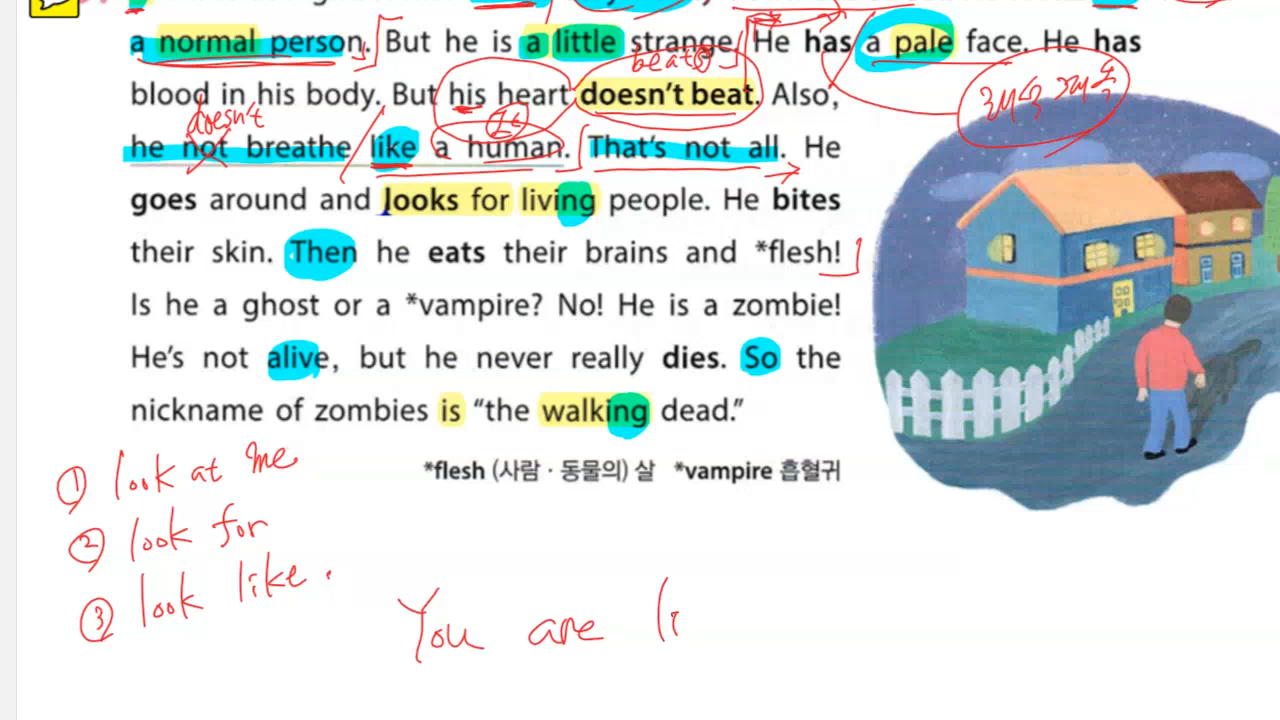 a normal person. But he is a little strange. He has a pale face. He has
beats
blood in his body. But his heart doesn't beat. Also,
doesn't
he not breathe like a human. That's not all. He
goes around and looks for living people. He bites
their skin. Then he eats their brains and *flesh!
Is he a ghost or a *vampire? No! He is a zombie!
He's not alive, but he never really dies. So the
nickname of zombies is “the walking dead.”
*flesh (사람 · 동물의) 살 *vampire 흡혈귀
① look at me
② look for
③ look like.
You are li